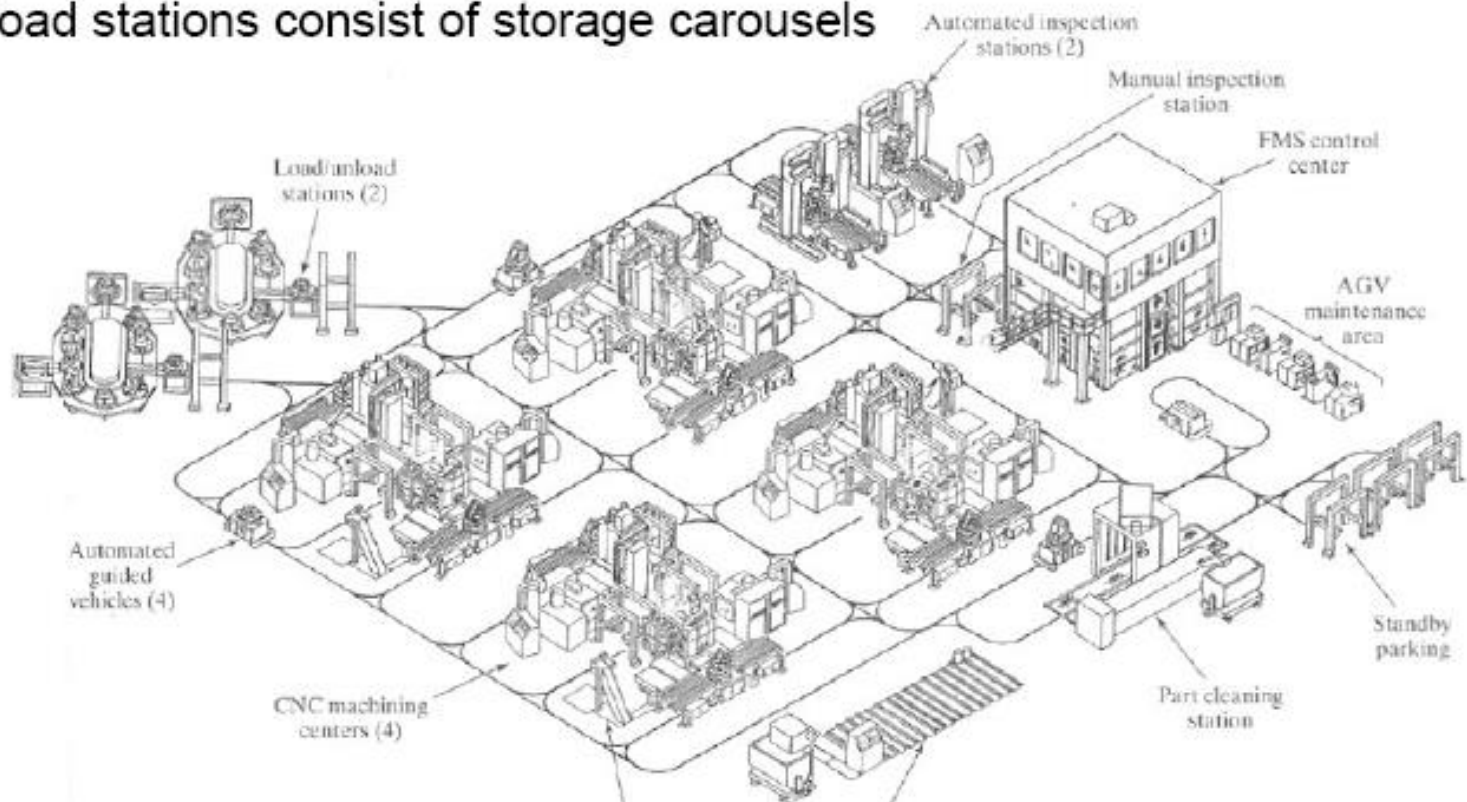 oad stations consist of storage carousels
Automated inspection
stations (2)
Manual inspection
station
FMS control
center
Load/unload
stations (2)
AGV
maintenance
area
Automated
guided
vehicles (4)
Standby
parking
CNC machining
centers (4)
Part cleaning
station